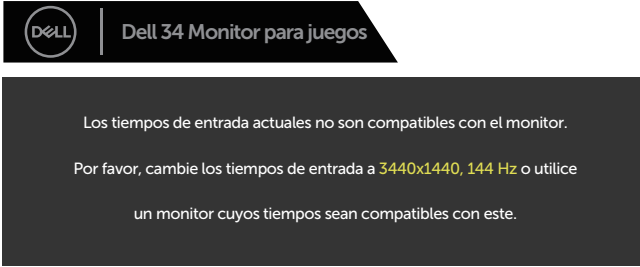 DELL
Dell 34 Monitor para juegos
Los tiempos de entrada actuales no son compatibles con el monitor.
Por favor, cambie los tiempos de entrada a 3440x1440, 144 Hz o utilice
un monitor cuyos tiempos sean compatibles con este.